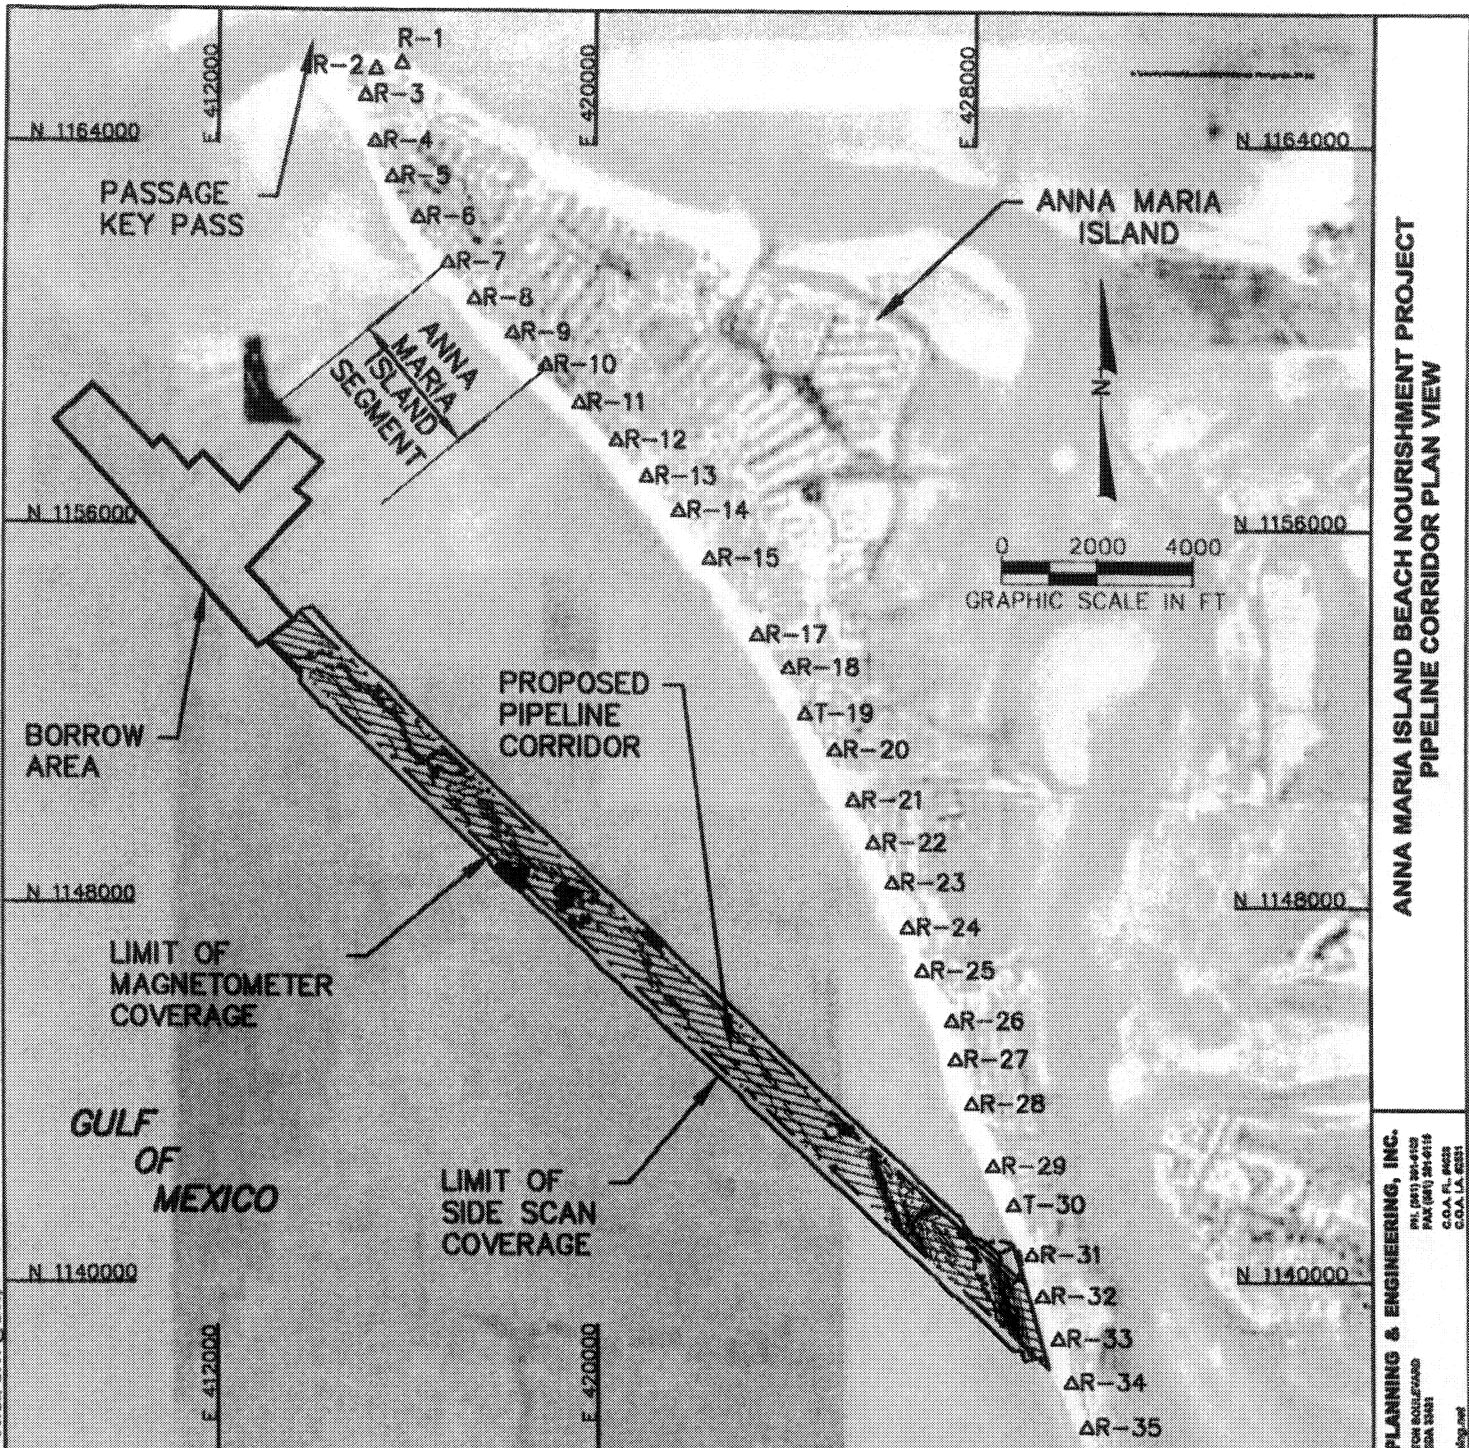 E 412000
E 420000
E 428000
R-1
R-2
R-3
N 1164000
N 1164000
R-4
R-5
PASSAGE
KEY PASS
R-6
ANNA MARIA
ISLAND
R-7
R-8
R-9
R-10
ANNA
MARIA
ISLAND
SEGMENT
N
R-11
R-12
R-13
R-14
N 1156000
N 1156000
0 2000 4000
GRAPHIC SCALE IN FT
R-15
R-17
R-18
T-19
R-20
PROPOSED
PIPELINE
CORRIDOR
BORROW
AREA
R-21
R-22
R-23
N 1148000
N 1148000
R-24
R-25
LIMIT OF
MAGNETOMETER
COVERAGE
R-26
R-27
R-28
GULF
OF
MEXICO
LIMIT OF
SIDE SCAN
COVERAGE
R-29
T-30
R-31
N 1140000
N 1140000
R-32
R-33
R-34
R-35
E 412000
E 420000
ANNA MARIA ISLAND BEACH NOURISHMENT PROJECT
PIPELINE CORRIDOR PLAN VIEW
PLANNING & ENGINEERING, INC.